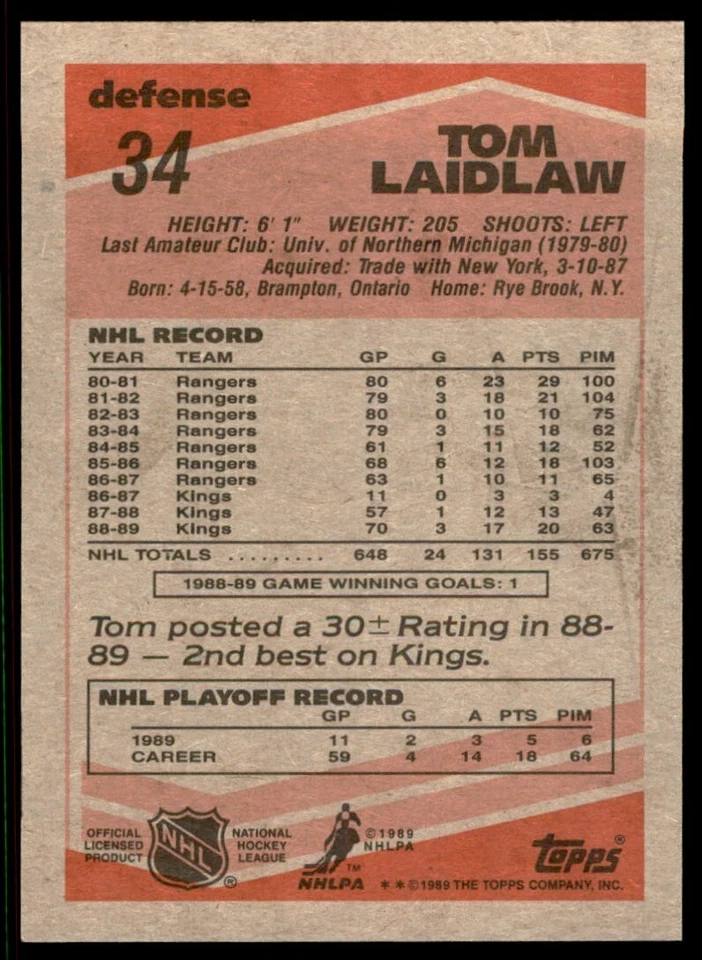 defense
34
TOM
LAIDLAW
HEIGHT: 6' 1" WEIGHT: 205 SHOOTS: LEFT
Last Amateur Club: Univ. of Northern Michigan (1979-80)
Acquired: Trade with New York, 3-10-87
Born: 4-15-58, Brampton, Ontario Home: Rye Brook, N.Y.
NHL RECORD
YEAR TEAM GP G A PTS PIM
80-81 Rangers 80 6 23 29 100
81-82 Rangers 79 3 18 21 104
82-83 Rangers 80 0 10 10 75
83-84 Rangers 79 3 15 18 62
84-85 Rangers 61 1 11 12 52
85-86 Rangers 68 6 12 18 103
86-87 Rangers 63 1 10 11 65
86-87 Kings 11 0 3 3 4
87-88 Kings 57 1 12 13 47
88-89 Kings 70 3 17 20 63
NHL TOTALS ......... 648 24 131 155 675
1988-89 GAME WINNING GOALS: 1
Tom posted a 30± Rating in 88-
89 — 2nd best on Kings.
NHL PLAYOFF RECORD
GP G A PTS PIM
1989 11 2 3 5 6
CAREER 59 4 14 18 64
OFFICIAL
LICENSED
PRODUCT
NHL
®
NATIONAL
HOCKEY
LEAGUE
TM
NHLPA
©1989
NHLPA
topps®
**©1989 THE TOPPS COMPANY, INC.